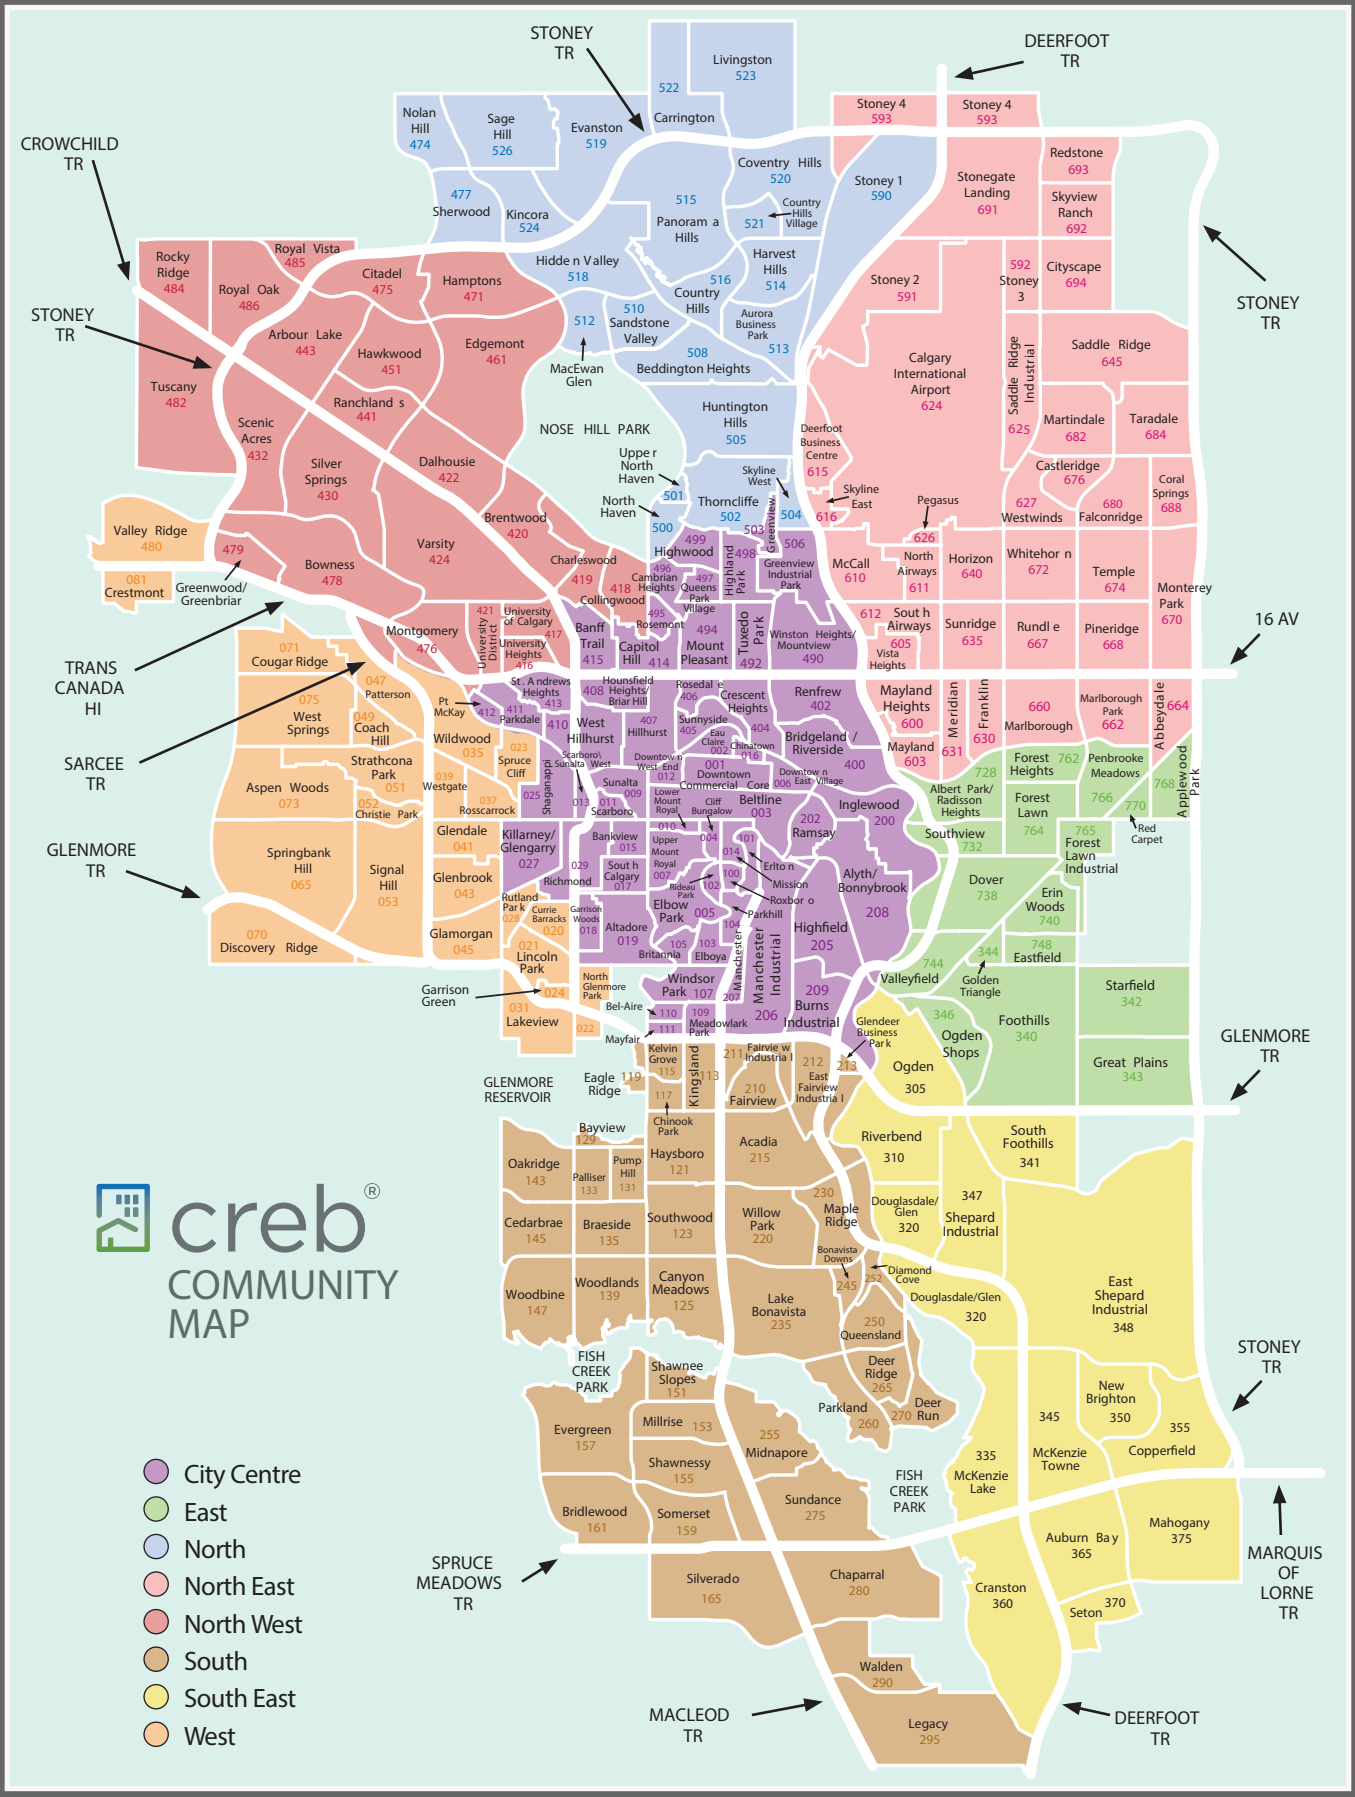 STONEY
TR
DEERFOOT
TR
CROWCHILD
TR
STONEY
TR
STONEY
TR
TRANS
CANADA
HI
SARCEE
TR
GLENMORE
TR
16 AV
GLENMORE
TR
STONEY
TR
MARQUIS
OF
LORNE
TR
SPRUCE
MEADOWS
TR
MACLEOD
TR
DEERFOOT
TR
Livingston
523
522
Carrington
Nolan
Hill
474
Sage
Hill
526
Evanston
519
477
Sherwood
Kincora
524
515
Panoram a
Hills
Coventry Hills
520
521
Country
Hills
Village
Harvest
Hills
514
Stoney 1
590
Hidde n V alley
518
516
Country
Hills
512
MacEwan
Glen
510
Sandstone
Valley
Aurora
Business
Park
513
508
Beddington Heights
Huntington
Hills
505
NOSE HILL PARK
Uppe r
North
Haven
501
North
Haven
500
Thorncliffe
502
Skyline
West
504
Stoney 4
593
Stoney 4
593
Redstone
693
Stonegate
Landing
691
Skyview
Ranch
692
Stoney 2
591
592
Stoney
3
Cityscape
694
Calgary
International
Airport
624
Saddle Ridge
Industrial
625
Saddle Ridge
645
Martindale
682
Taradale
684
Deerfoot
Business
Centre
615
Skyline
East
616
Pegasus
626
Castleridge
676
627
Westwinds
680
Falconridge
Coral
Springs
688
McCall
610
North
Airways
611
Horizon
640
Whitehor n
672
Temple
674
Monterey
Park
670
612
Sout h
Airways
605
Vista
Heights
Sunridge
635
Rundl e
667
Pineridge
668
Mayland
Heights
600
Mayland
603
Meridian
631
Franklin
630
660
Marlborough
Marlborough
Park
662
Abbeydale
664
Rocky
Ridge
484
Royal Vista
485
Royal Oak
486
Citadel
475
Hamptons
471
Arbour Lake
443
Hawkwood
451
Edgemont
461
Tuscany
482
Ranchland s
441
Scenic
Acres
432
Silver
Springs
430
Dalhousie
422
Brentwood
420
Varsity
424
479
Greenwood/
Greenbriar
Bowness
478
Charleswood
419
418
Collingwood
Montgomery
476
421
University
District
University
of Calgary
417
University
Heights
416
Valley Ridge
480
081
Crestmont
071
Cougar Ridge
047
Patterson
075
West
Springs
049
Coach
Hill
Wildwood
035
023
Spruce
Cliff
Strathcona
Park
051
039
Westgate
Aspen Woods
073
052
Christie Park
037
Rosscarrock
Glendale
041
Springbank
Hill
065
Signal
Hill
053
Glenbrook
043
Glamorgan
045
070
Discovery Ridge
Rutland
Park
028
Currie
Barracks
020
021
Lincoln
Park
Garrison
Green
024
031
Lakeview
North
Glenmore
Park
022
499
Highwood
503
Greenview
498
Highland
Park
506
Greenview
Industrial
Park
496
Cambrian
Heights
497
Queens
Park
Village
495
Rosemont
494
Mount
Pleasant
Tuxedo
Park
492
Winston Heights/
Mountview
490
Banff
Trail
415
Capitol
Hill 414
St . A ndrews
Heights
413
Pt
McKay
412
411
Parkdale
410
408
Hounsfield
Heights/
Briar Hill
West
Hillhurst
407
Hillhurst
Rosedal e
406
Crescent
Heights
404
Sunnyside
405
Eau
Claire
002
Chinatown
016
Renfrew
402
Bridgeland /
Riverside
400
Downtow n
West End
012
001
Downtown
Commercial Core
006
Downtow n
East Village
Scarboro\
Sunalta West
013
Shaganappi
025
Sunalta
009
011
Scarboro
Lower
Mount
Royal
010
Cliff
Bungalow
004
Beltline
003
Inglewood
200
202
Ramsay
Killarney/
Glengarry
027
029
Richmond
Bankview
015
Sout h
Calgary
017
Upper
Mount
Royal
007
101
Erlto n
014
Mission
100
Roxbor o
Rideau
Park
102
Parkhill
104
Garrison
Woods
018
Altadore
019
Elbow
Park 005
105
Britannia
103
Elboya
Manchester
207
Manchester
Industrial
206
Alyth/
Bonnybrook
208
Highfield
205
209
Burns
Industrial
Windsor
Park 107
Bel-Aire
110
Mayfair
111
109
Meadowlark
Park
728
Albert Park/
Radisson
Heights
Forest
Heights
762
Penbrooke
Meadows
766
768
Applewood
Park
Southview
732
Forest
Lawn
764
765
Forest
Lawn
Industrial
770
Red
Carpet
Dover
738
Erin
Woods
740
744
Valleyfield
344
Golden
Triangle
748
Eastfield
346
Ogden
Shops
Foothills
340
Starfield
342
Great Plains
343
Glendeer
Business
Park
213
Ogden
305
Riverbend
310
South
Foothills
341
Douglasdale/
Glen
320
347
Shepard
Industrial
Douglasdale/Glen
320
East
Shepard
Industrial
348
New
Brighton
350
345
McKenzie
Towne
355
Copperfield
335
McKenzie
Lake
Auburn Bay
365
Mahogany
375
Cranston
360
370
Seton
GLENMORE
RESERVOIR
Kelvin
Grove
115
Eagle
Ridge
119
117
Chinook
Park
Kingsland
113
211
Fairvie w
Industria l
210
Fairview
212
East
Fairview
Industria l
Bayview
129
Oakridge
143
Palliser
133
Pump
Hill
131
Haysboro
121
Acadia
215
Cedarbrae
145
Braeside
135
Southwood
123
Willow
Park
220
230
Maple
Ridge
Bonavista
Downs
245
252
Diamond
Cove
Woodbine
147
Woodlands
139
Canyon
Meadows
125
Lake
Bonavista
235
250
Queensland
Deer
Ridge
265
270
Deer
Run
Parkland
260
FISH
CREEK
PARK
Shawnee
Slopes
151
Evergreen
157
Millrise 153
255
Midnapore
Shawnessy
155
FISH
CREEK
PARK
Bridlewood
161
Somerset
159
Sundance
275
Silverado
165
Chaparral
280
Walden
290
Legacy
295
creb®
COMMUNITY
MAP
City Centre
East
North
North East
North West
South
South East
West